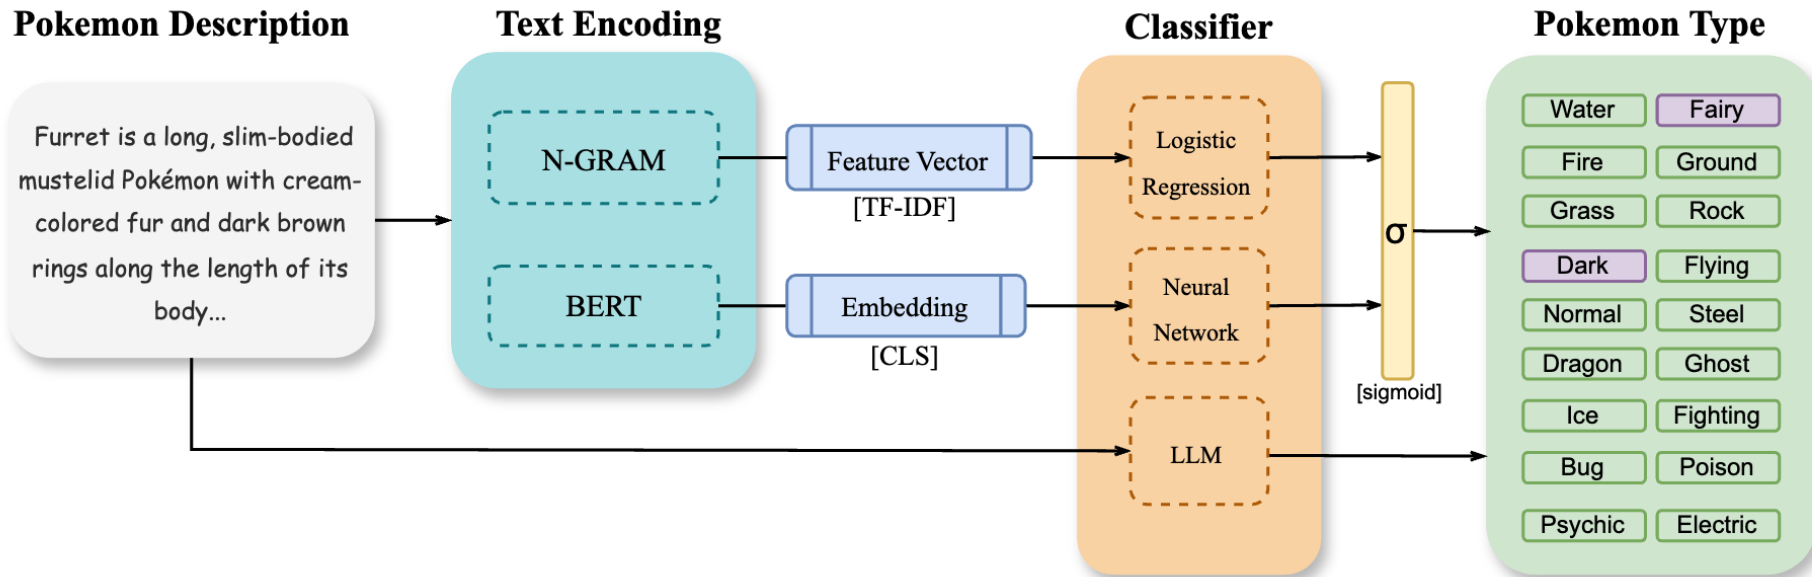 Pokemon Description
Text Encoding
Classifier
Pokemon Type
Furret is a long, slim-bodied
mustelid Pokémon with cream-
colored fur and dark brown
rings along the length of its
body...
N-GRAM
BERT
Feature Vector
[TF-IDF]
Embedding
[CLS]
Logistic
Regression
Neural
Network
LLM
σ
[sigmoid]
Water
Fairy
Fire
Ground
Grass
Rock
Dark
Flying
Normal
Steel
Dragon
Ghost
Ice
Fighting
Bug
Poison
Psychic
Electric